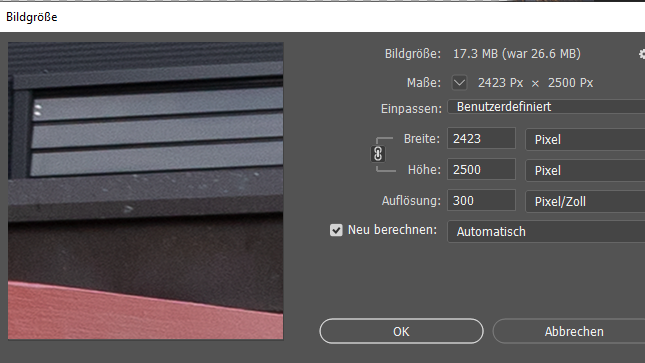 Bildgröße
Bildgröße: 17.3 MB (war 26.6 MB)
Maße: 2423 Px × 2500 Px
Einpassen: Benutzerdefiniert
Breite: 2423 Pixel
Höhe: 2500 Pixel
Auflösung: 300 Pixel/Zoll
Neu berechnen: Automatisch
OK Abbrechen